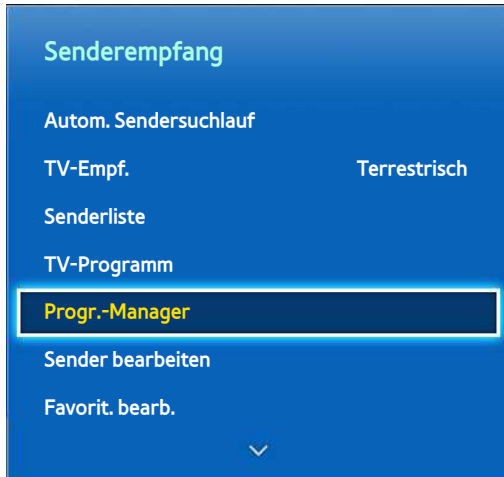 Senderempfang
Autom. Sendersuchlauf
TV-Empf. Terrestrisch
Senderliste
TV-Programm
Progr.-Manager
Sender bearbeiten
Favorit. bearb.